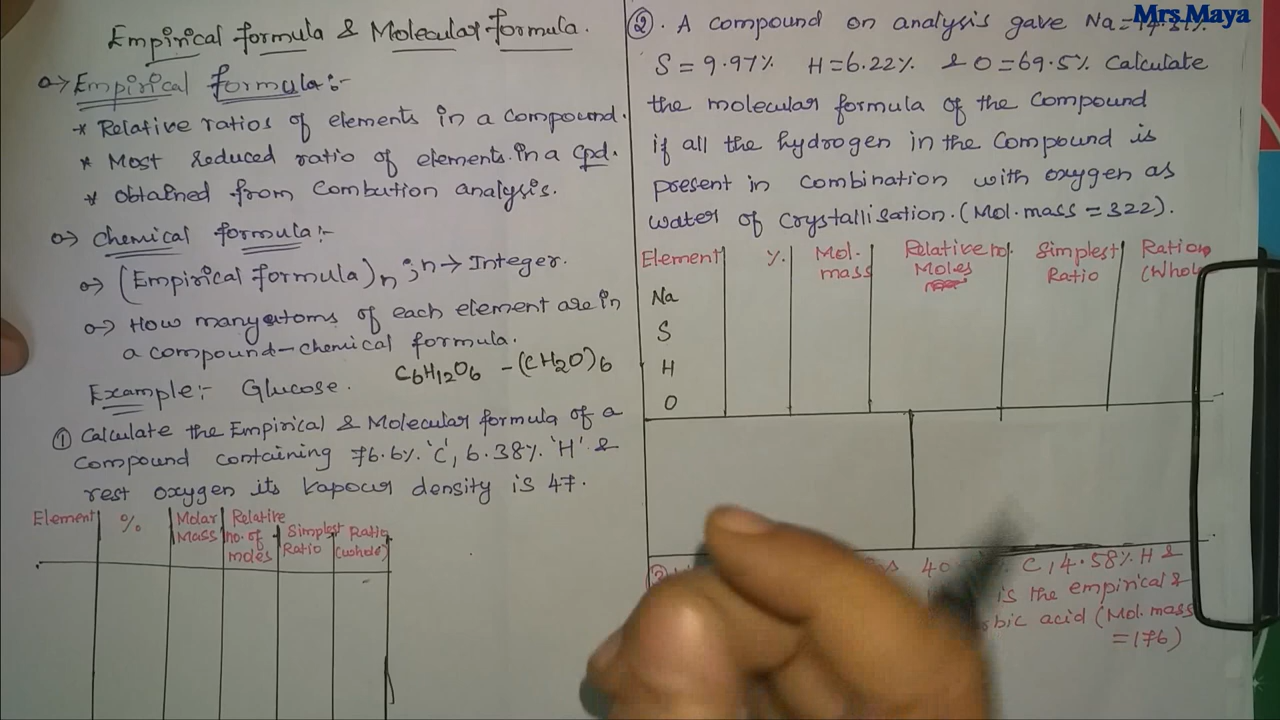 Empirical formula & Molecular formula.
Empirical formula:-
* Relative ratios of elements in a compound.
* Most reduced ratio of elements in a cpd.
* obtained from Combution analysis.
Chemical formula:-
(Empirical formula)n ; n → Integer.
How many atoms of each element are in
a compound - chemical formula.
Example:- Glucose. C6H12O6 - (CH2O)6
① Calculate the Empirical & Molecular formula of a
compound containing 76.6% 'C', 6.38% 'H' &
rest oxygen its vapour density is 47.
Element % Molar Mass Relative no. of moles Simplest Ratio Ratio (whole)
Mrs.Maya
②. A compound on analysis gave Na=
S = 9.97% H=6.22% & O=69.5% Calculate
the molecular formula of the Compound
if all the hydrogen in the Compound is
present in combination with oxygen as
water of crystallisation. (Mol. mass = 322).
Element %. Mol. mass Relative no. Moles Simplest Ratio Ratio
Na
S
H
O
40 C, 4.58% H &
is the empirical &
acid (Mol. mass
= 176)